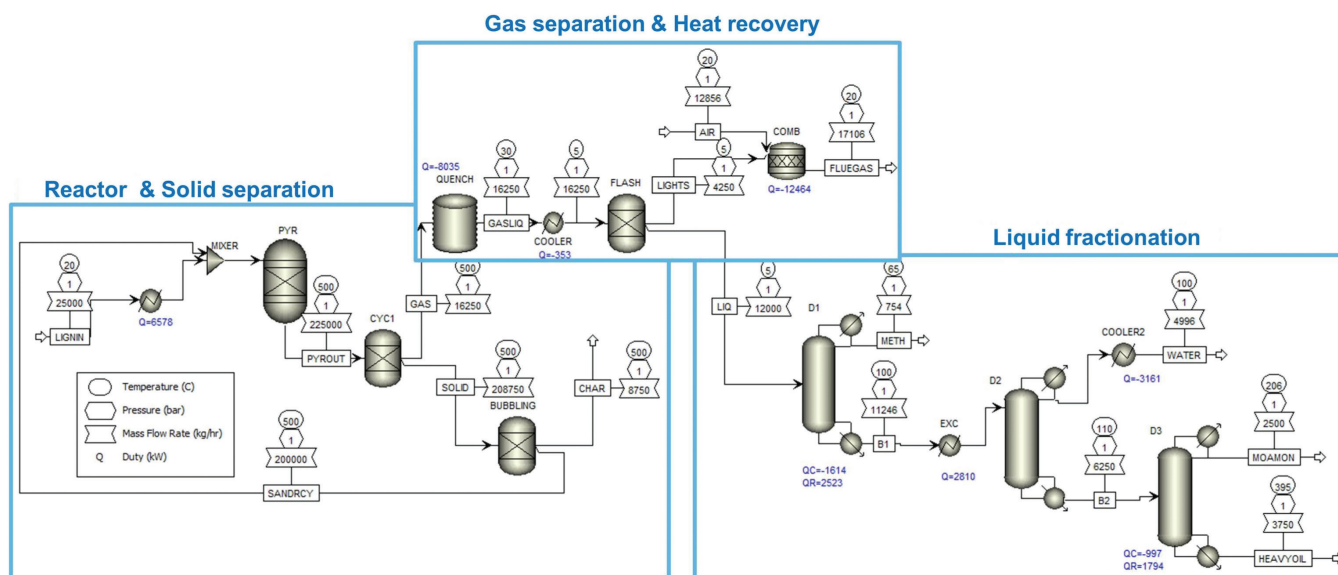 Gas separation & Heat recovery
20
1
12856
AIR
COMB
20
1
17106
FLUEGAS
Q=-12464
Q=-8035
QUENCH
30
1
16250
GASLIQ
COOLER
Q=-353
5
1
16250
FLASH
LIGHTS
5
1
4250
Reactor & Solid separation
MIXER
PYR
20
1
25000
LIGNIN
Q=6578
500
1
225000
PYROUT
CYC1
GAS
500
1
16250
SOLID
500
1
208750
BUBBLING
CHAR
500
1
8750
Temperature (C)
Pressure (bar)
Mass Flow Rate (kg/hr)
Q Duty (kW)
500
1
200000
SANDRCY
Liquid fractionation
LIQ
5
1
12000
D1
65
1
754
METH
100
1
11246
B1
QC=-1614
QR=2523
EXC
Q=2810
D2
COOLER2
Q=-3161
100
1
4996
WATER
110
1
6250
B2
D3
206
1
2500
MOAMON
395
1
3750
HEAVYOIL
QC=-997
QR=1794